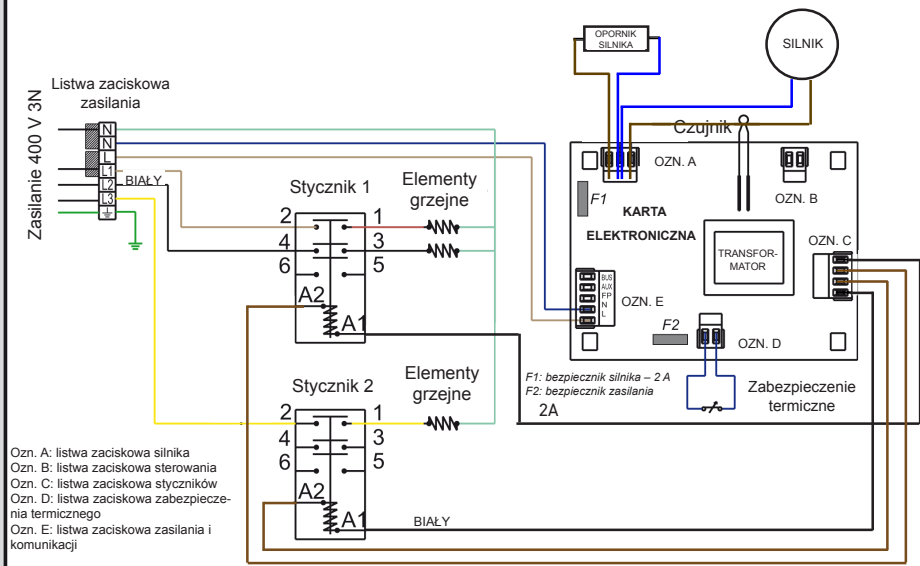 OPORNIK
SILNIKA
SILNIK
Listwa zaciskowa
zasilania
Zasilanie 400 V 3N
N
N
L
L1
L2
L3
BIAŁY
Stycznik 1
2
1
4
3
6
5
A2
A1
Elementy
grzejne
Czujnik
OZN. A
OZN. B
F1
KARTA
ELEKTRONICZNA
TRANSFOR-
MATOR
OZN. C
BUS
AUX
FP
N
L
OZN. E
F2
OZN. D
F1: bezpiecznik silnika – 2 A
F2: bezpiecznik zasilania
2A
Zabezpieczenie
termiczne
Stycznik 2
2
1
4
3
6
5
A2
A1
Elementy
grzejne
BIAŁY
Ozn. A: listwa zaciskowa silnika
Ozn. B: listwa zaciskowa sterowania
Ozn. C: listwa zaciskowa styczników
Ozn. D: listwa zaciskowa zabezpiecze-
nia termicznego
Ozn. E: listwa zaciskowa zasilania i
komunikacji